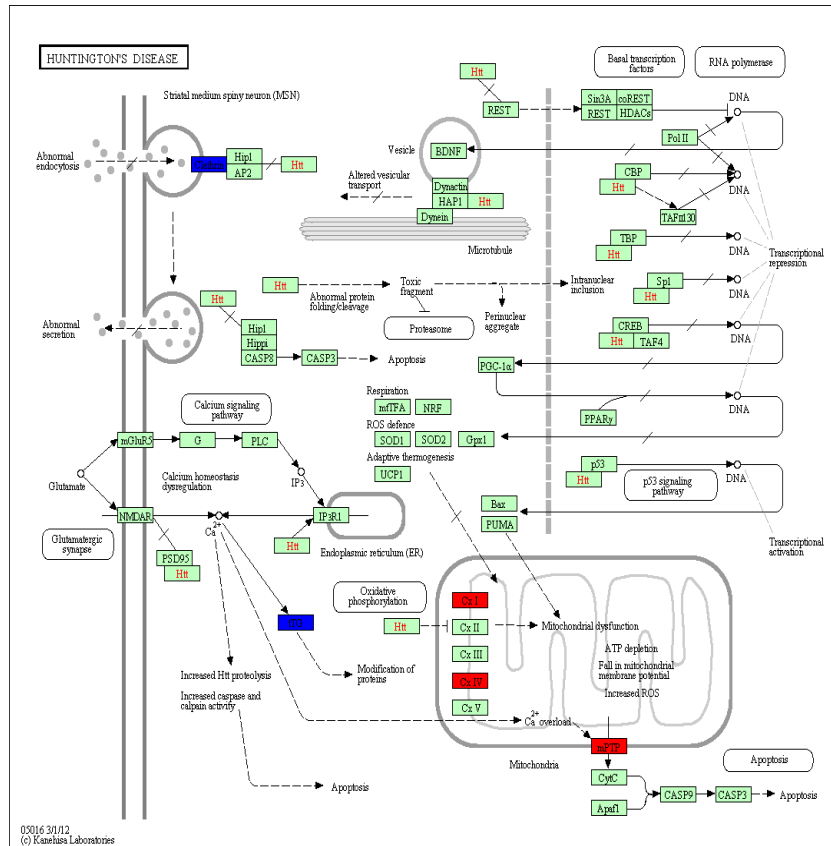 HUNTINGTON'S DISEASE
Striatal medium spiny neuron (MSN)
Htt
REST
Basal transcription
factors
RNA polymerase
Sin3A coREST
REST HDACs
DNA
Pol II
Vesicle
BDNF
Abnormal
endocytosis
Clathrin
Hip1
AP2
Htt
Altered vesicular
transport
Dynactin
HAP1 Htt
Dynein
Microtubule
CBP
Htt
TAFII130
DNA
TBP
Htt
DNA
Transcriptional
repression
Htt
Abnormal protein
folding/cleavage
Toxic
fragment
Intranuclear
inclusion
Sp1
Htt
DNA
Proteasome
Perinuclear
aggregate
Abnormal
secretion
Htt
Hip1
Hippi
CASP8
CASP3
Apoptosis
CREB
Htt TAF4
DNA
PGC-1α
Respiration
mfTFA NRF
ROS defence
SOD1 SOD2 Gpx1
Adaptive thermogenesis
UCP1
PPARγ
DNA
Calcium signaling
pathway
mGluR5
G
PLC
IP3
Glutamate
Calcium homeostasis
dysregulation
p53
Htt
p53 signaling
pathway
DNA
NMDAR
Ca2+
IP3R1
Bax
PUMA
Glutamatergic
synapse
PSD95
Htt
Htt
Endoplasmic reticulum (ER)
Transcriptional
activation
Oxidative
phosphorylation
Htt
Cx I
Cx II
Cx III
Cx IV
Cx V
Mitochondrial dysfunction
ATP depletion
Fall in mitochondrial
membrane potential
Increased ROS
Increased Htt proteolysis
Increased caspase and
calpain activity
Modification of
proteins
Ca2+ overload
mPTP
Mitochondria
Apoptosis
Apoptosis
CytC
Apaf1
CASP9
CASP3
Apoptosis
05016 3/1/12
(c) Kanehisa Laboratories